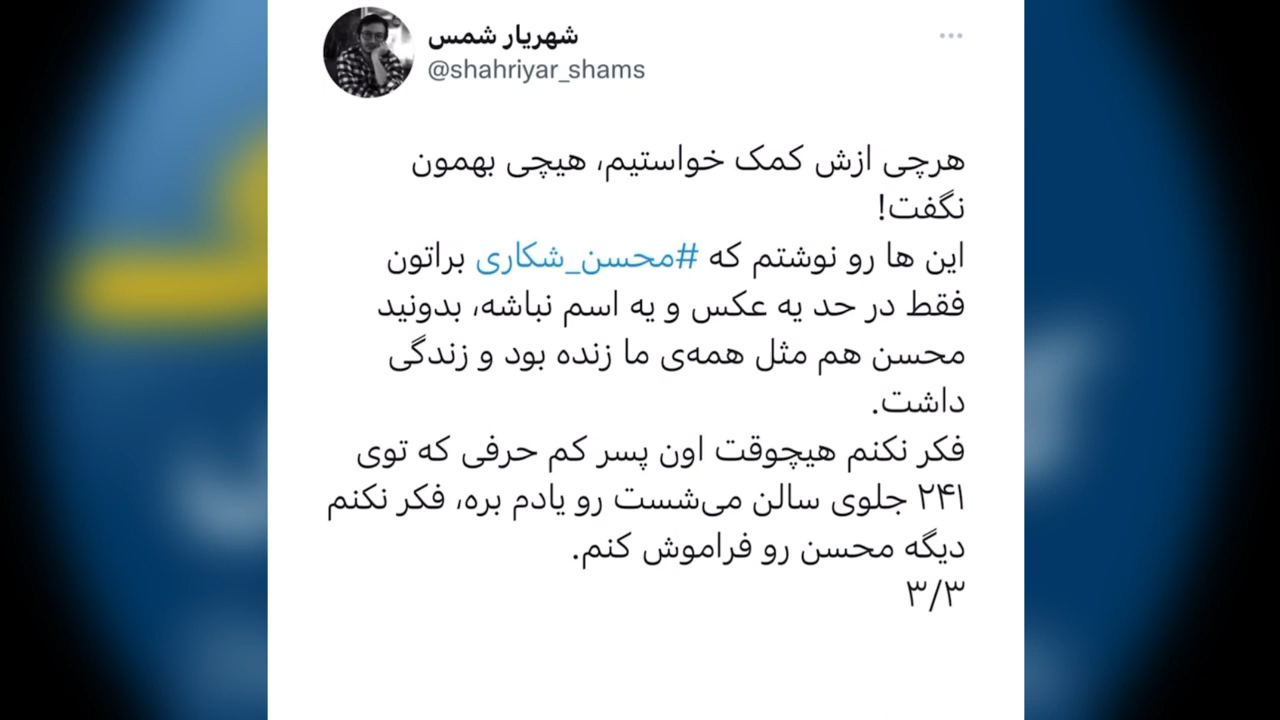 شهریار شمس
@shahriyar_shams
هرچی ازش کمک خواستیم، هیچی بهمون
نگفت!
این ها رو نوشتم که #محسن_شکاری براتون
فقط در حد یه عکس و یه اسم نباشه، بدونید
محسن هم مثل همه‌ی ما زنده بود و زندگی
داشت.
فکر نکنم هیچوقت اون پسر کم حرفی که توی
۲۴۱ جلوی سالن می‌شست رو یادم بره، فکر نکنم
دیگه محسن رو فراموش کنم.
۳/۳